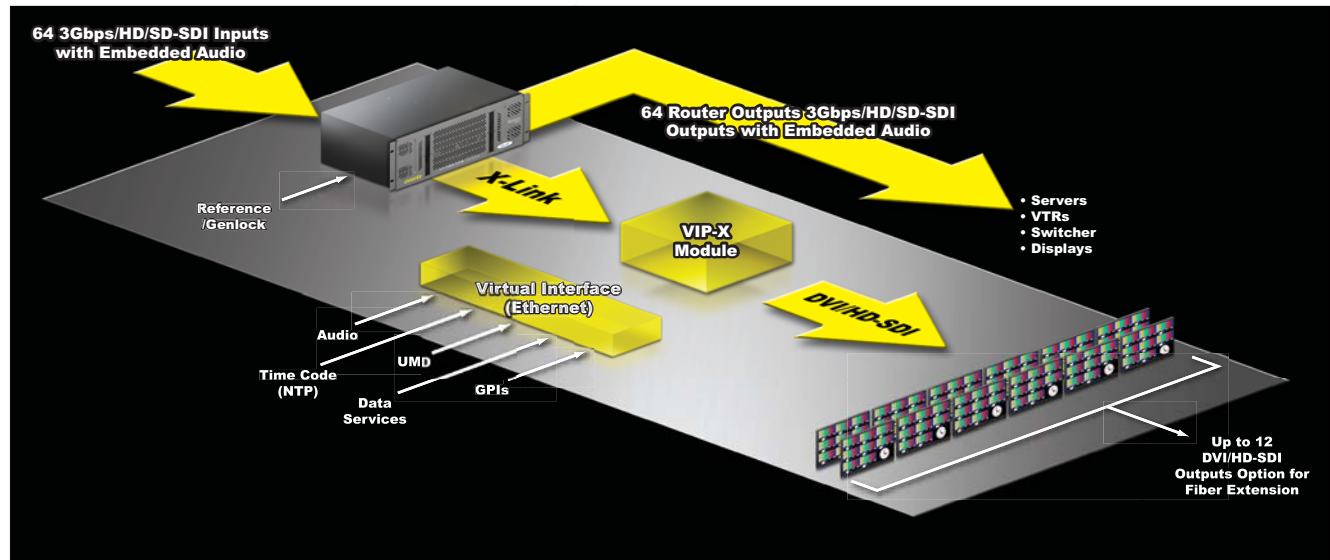 64 3Gbps/HD/SD-SDI Inputs
with Embedded Audio
64 Router Outputs 3Gbps/HD/SD-SDI
Outputs with Embedded Audio
• Servers
• VTRs
• Switcher
• Displays
X-Link
Reference
/Genlock
VIP-X
Module
Virtual Interface
(Ethernet)
DVI/HD-SDI
Audio
Time Code
(NTP)
UMD
Data
Services
GPIs
Up to 12
DVI/HD-SDI
Outputs Option for
Fiber Extension